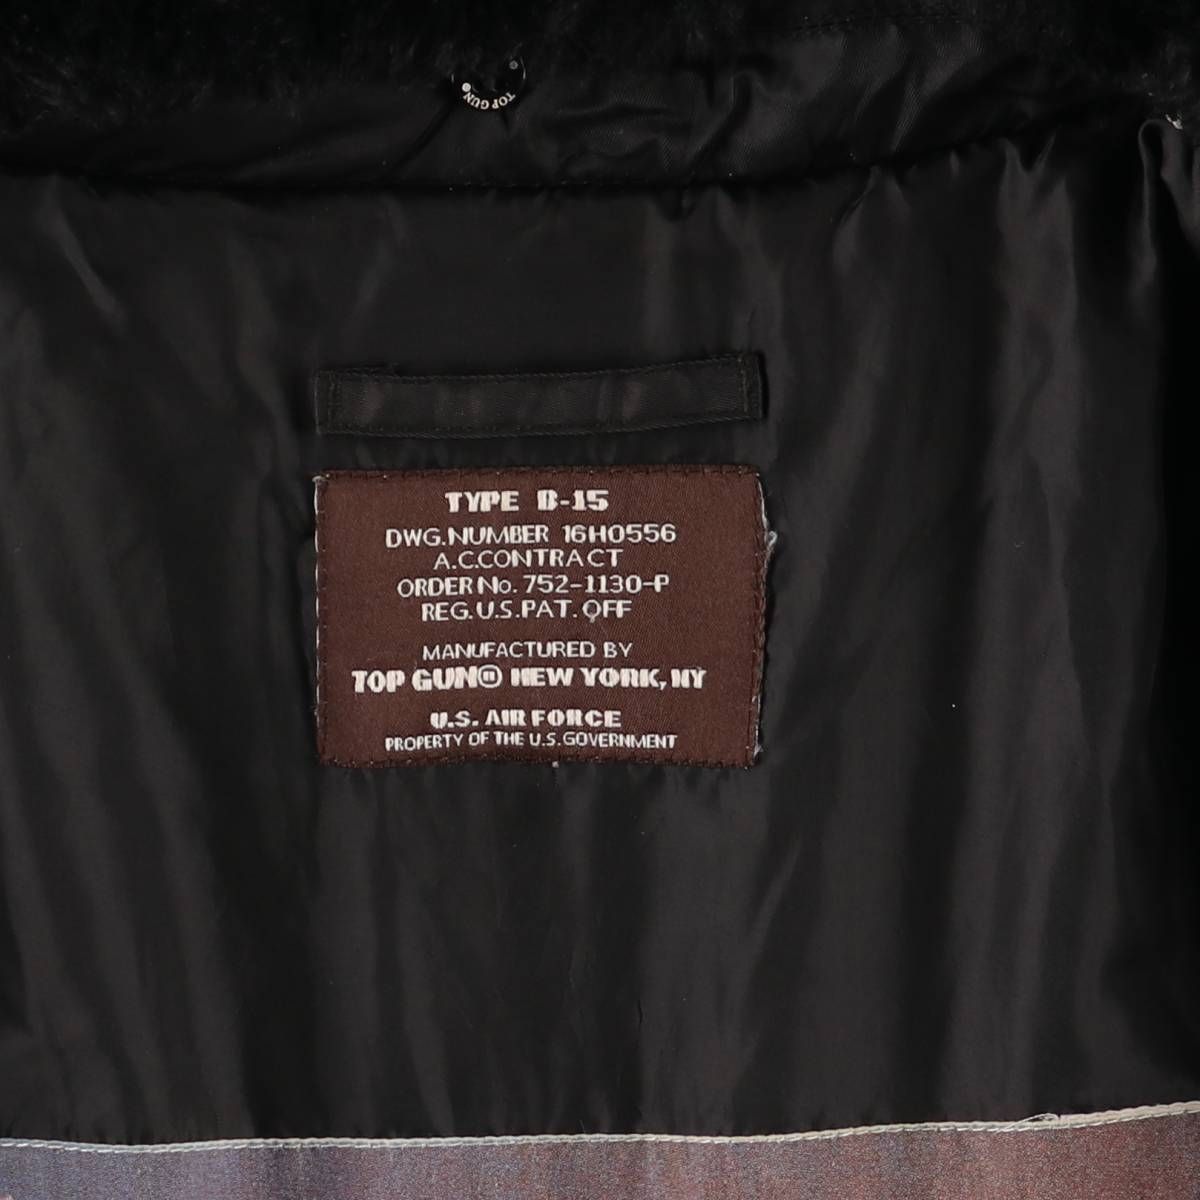 TOP GUN®
TYPE B-15
DWG.NUMBER 16H0556
A.C.CONTRACT
ORDER No. 752-1130-P
REG.U.S.PAT.OFF
MANUFACTURED BY
TOP GUN® NEW YORK, NY
U.S. AIR FORCE
PROPERTY OF THE U.S.GOVERNMENT